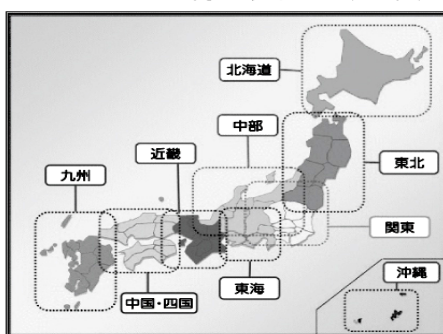 北海道
中部
近畿
東北
九州
関東
沖縄
東海
中国・四国